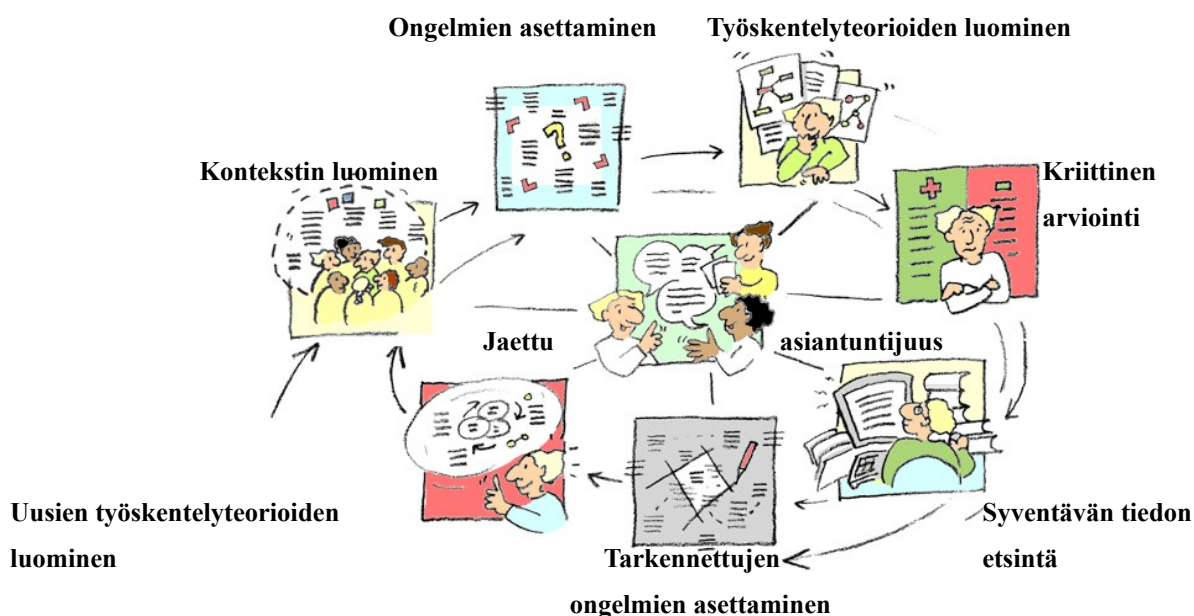 Ongelmien asettaminen
Työskentelyteorioiden luominen
Kontekstin luominen
Kriittinen
arviointi
Jaettu
asiantuntijuus
Uusien työskentelyteorioiden
luominen
Tarkennettujen
ongelmien asettaminen
Syventävän tiedon
etsintä